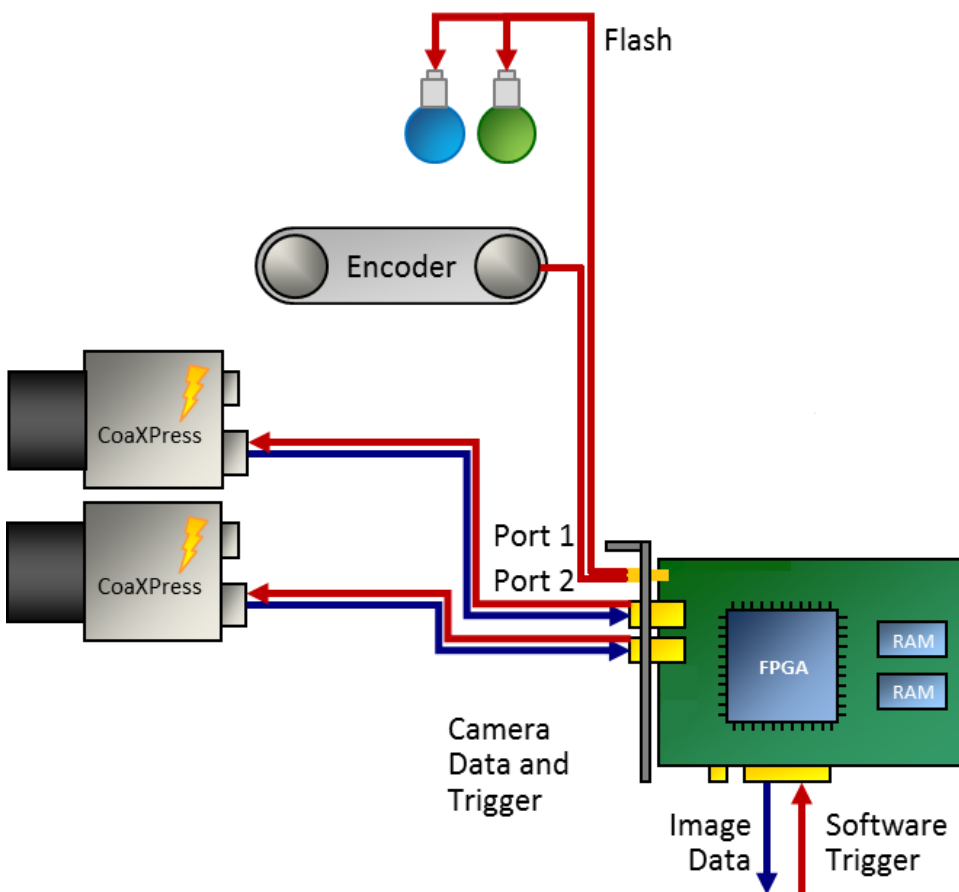 Flash
Encoder
CoaXPress
CoaXPress
Port 1
Port 2
FPGA
RAM
RAM
Camera
Data and
Trigger
Image
Data
Software
Trigger